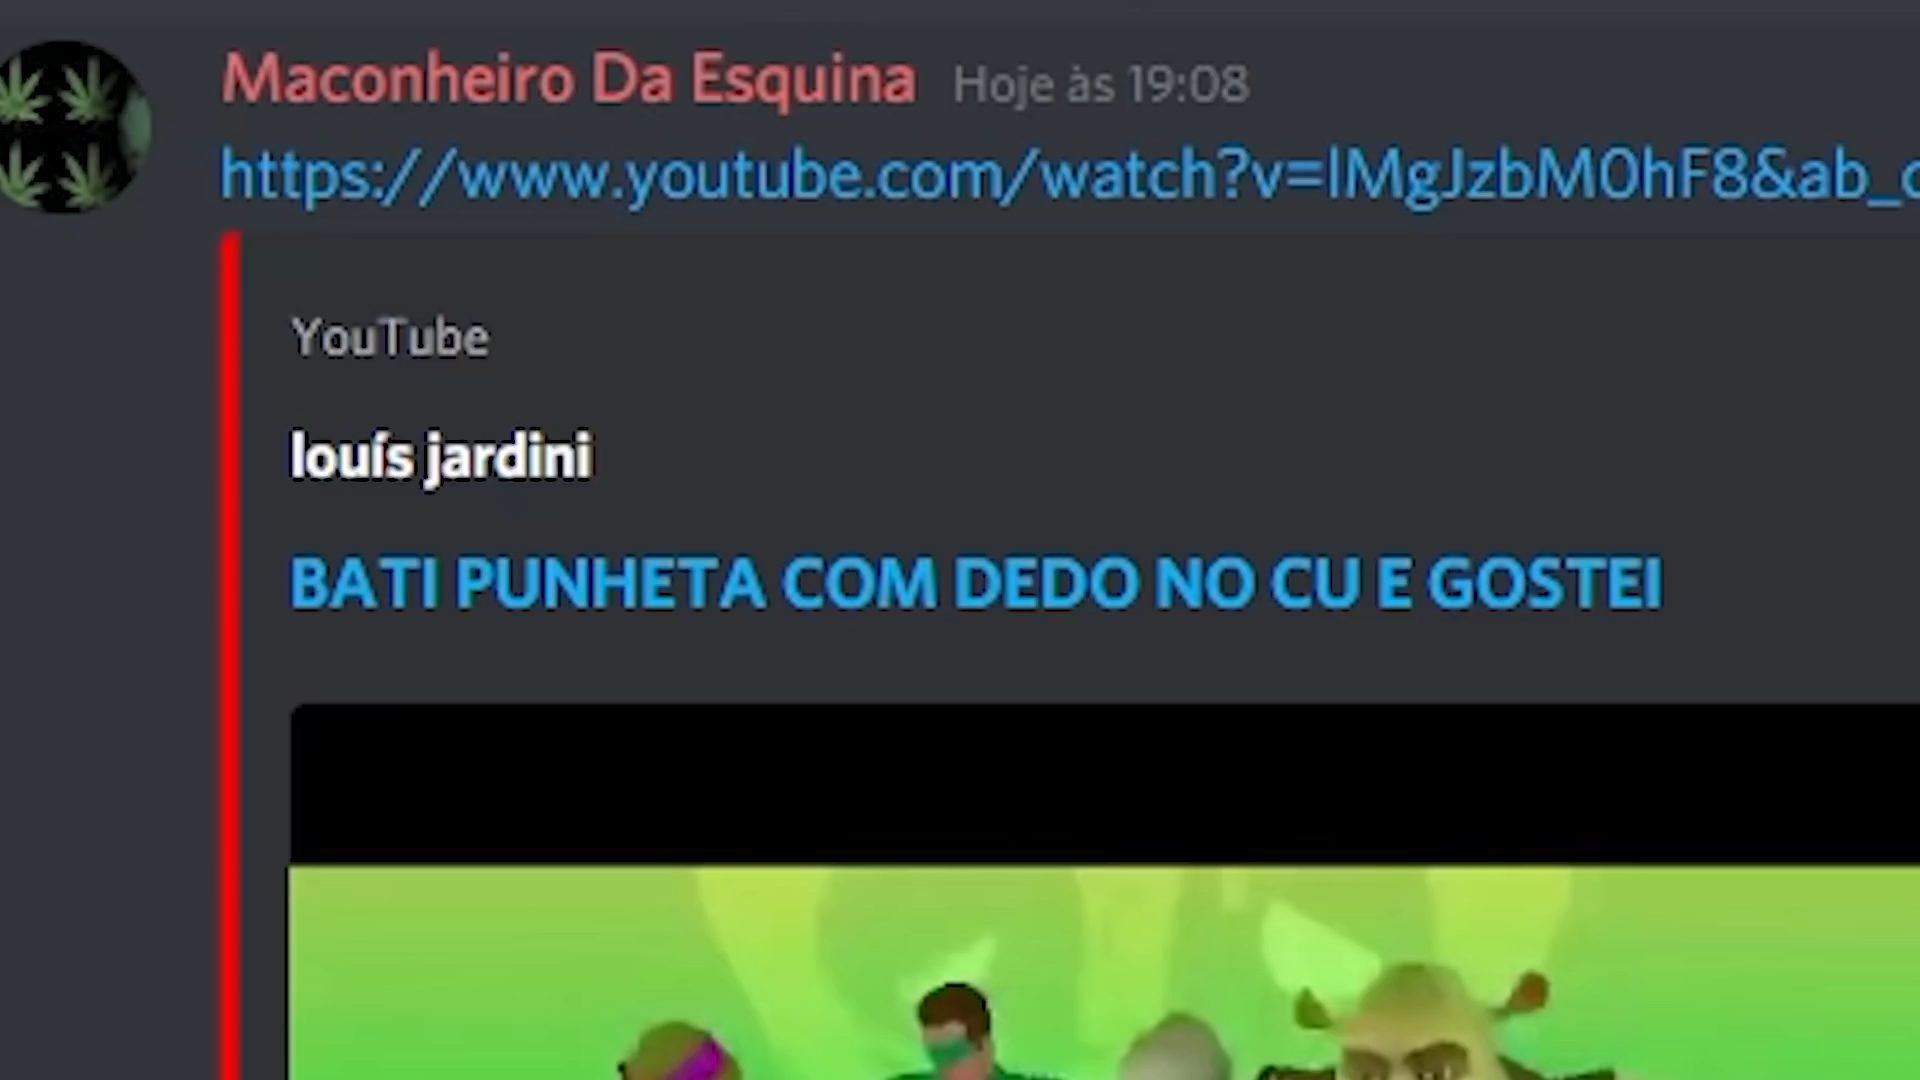 Maconheiro Da Esquina Hoje às 19:08
https://www.youtube.com/watch?v=lMgJzbM0hF8&ab_c
YouTube
louís jardini
BATI PUNHETA COM DEDO NO CU E GOSTEI